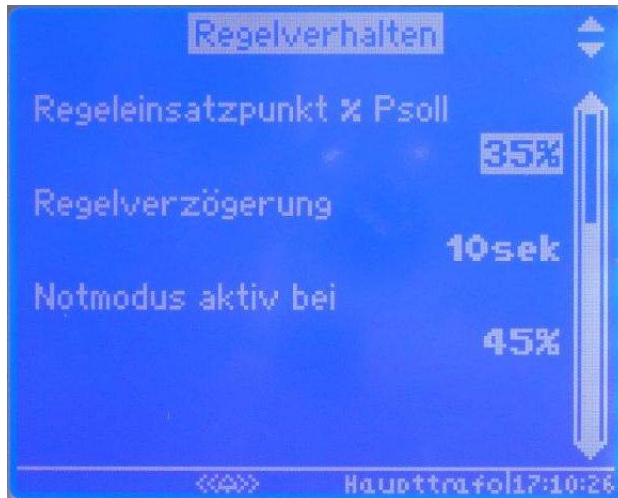 Regelverhalten
Regeleinsatzpunkt % Psoll
35%
Regelverzögerung
10sek
Notmodus aktiv bei
45%
Haupttrafo 17:10:26